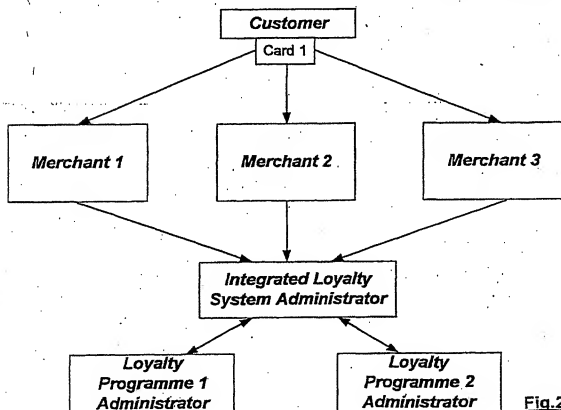 Customer
Card 1
Merchant 1
Merchant 2
Merchant 3
Integrated Loyalty
System Administrator
Loyalty
Programme 1
Administrator
Loyalty
Programme 2
Administrator
Fig.2